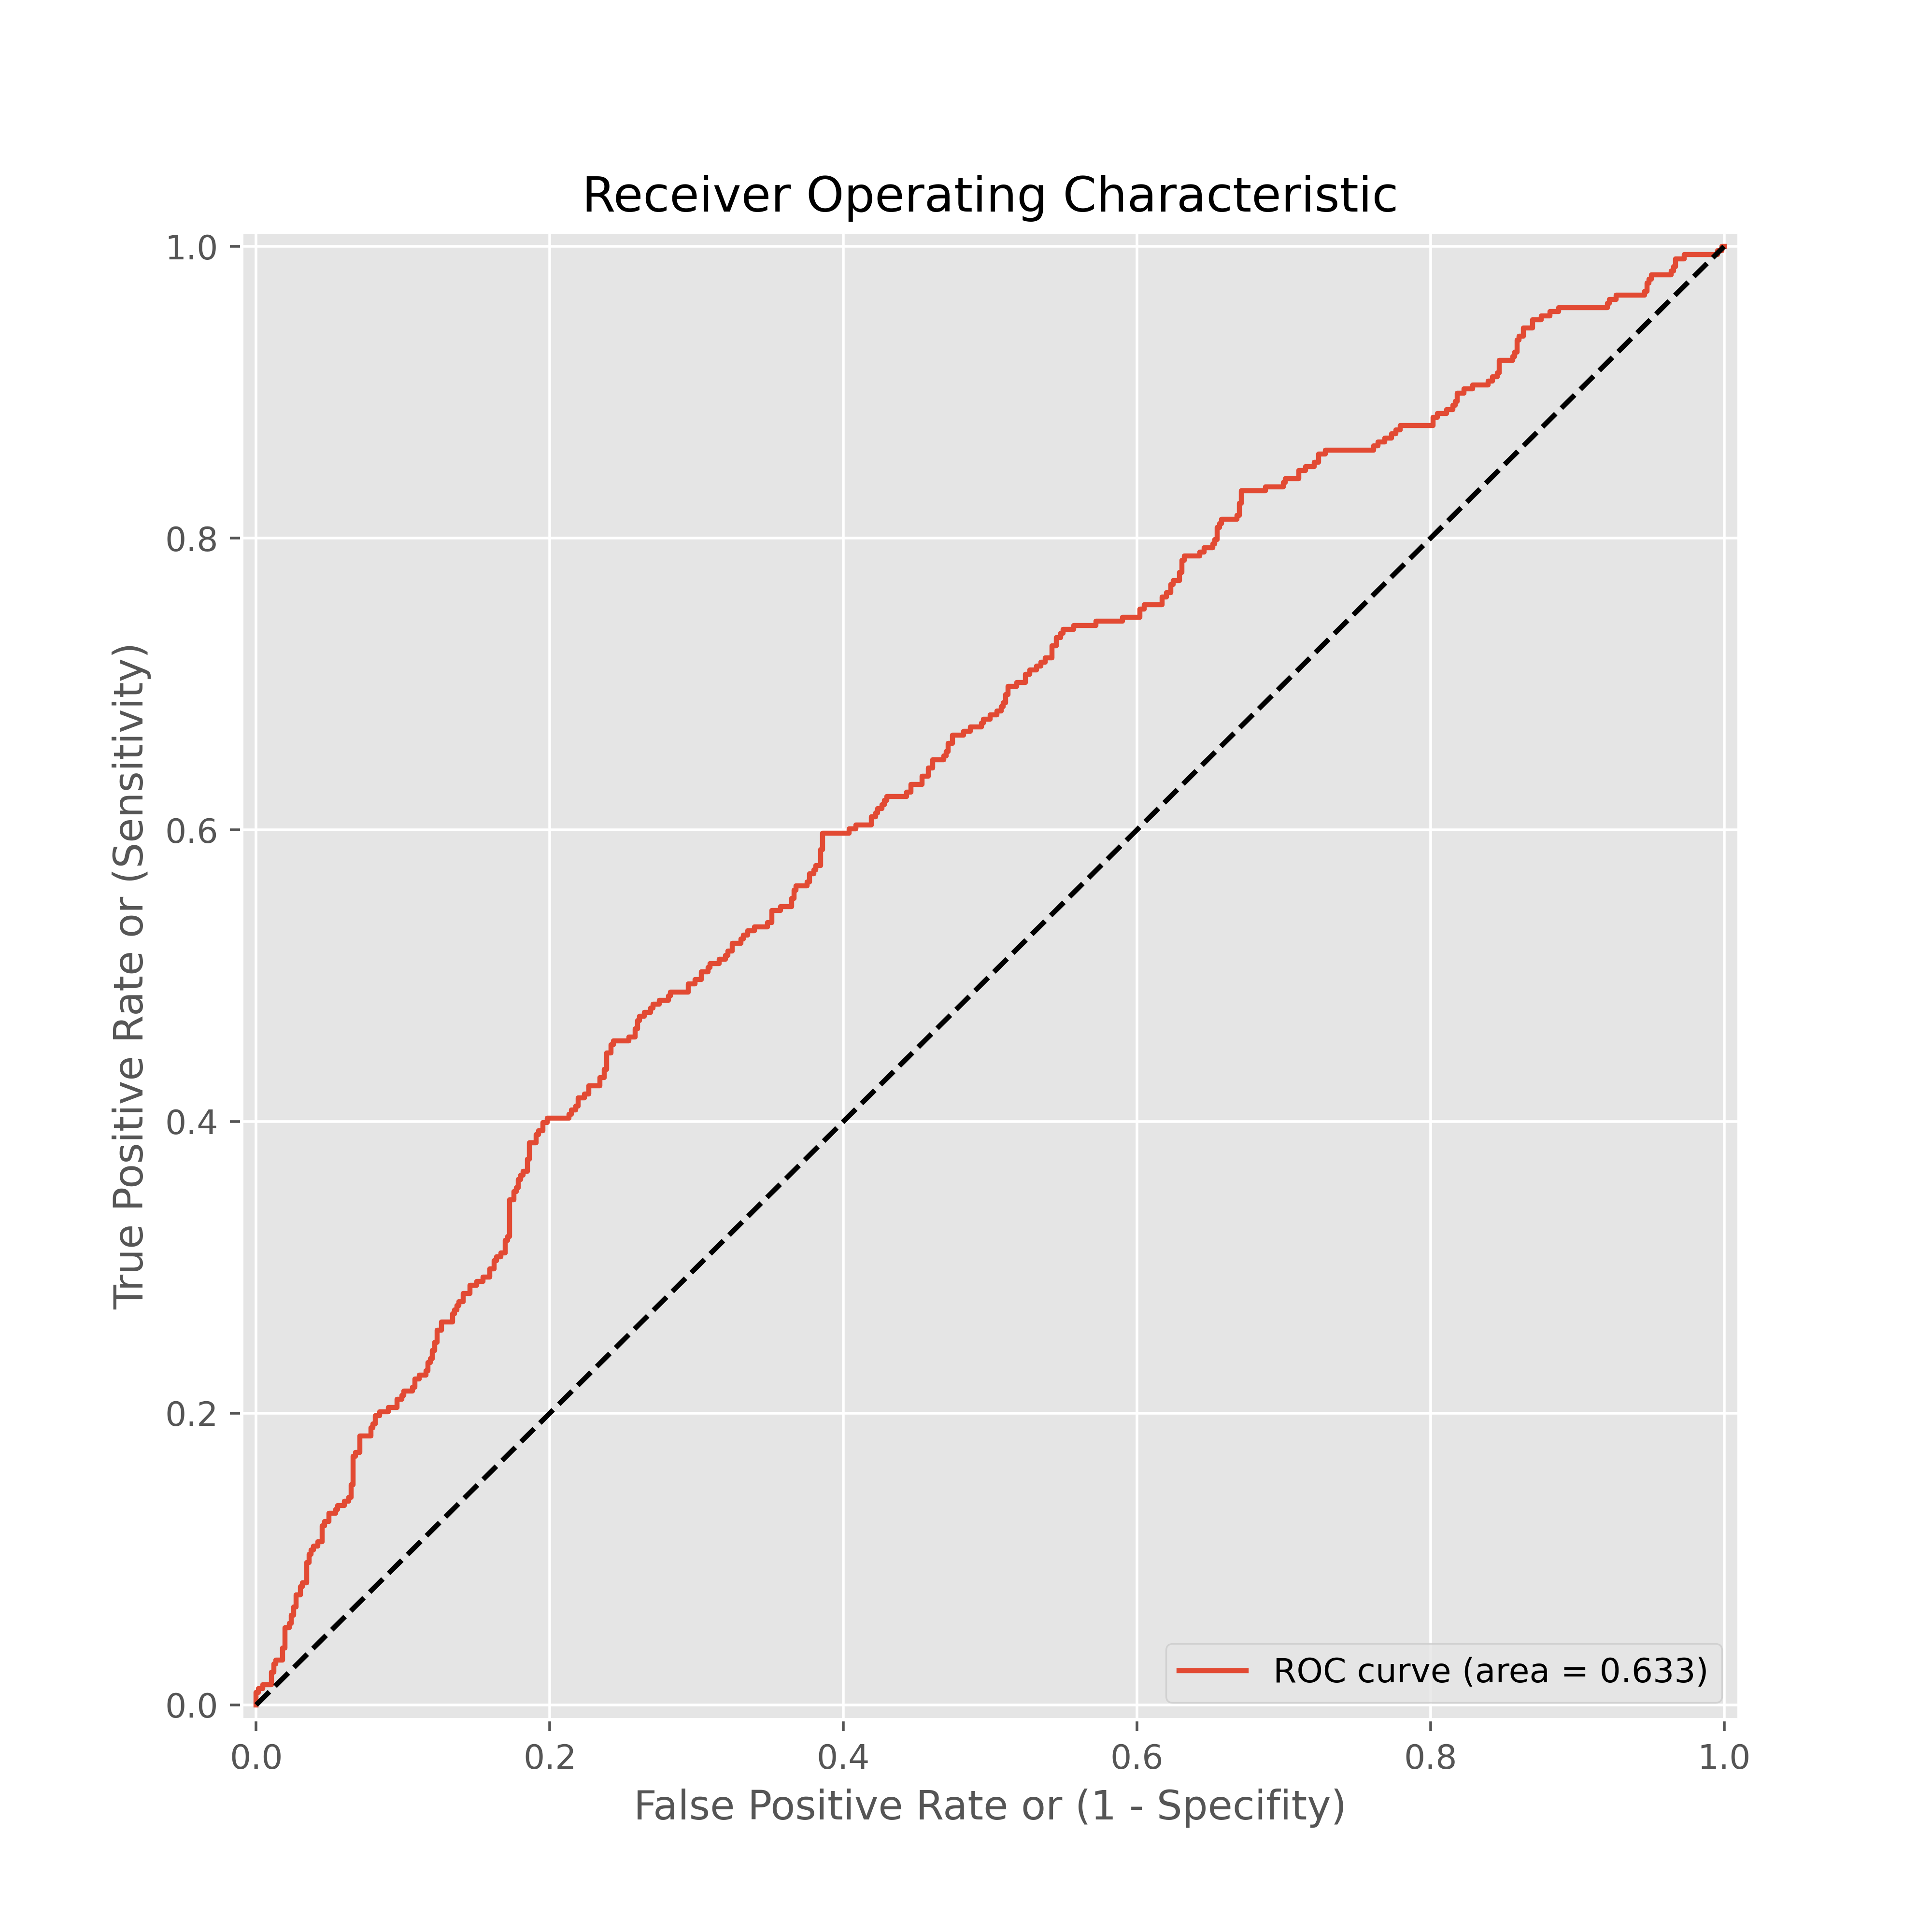 Receiver Operating Characteristic
1.0
0.8
0.6
0.4
0.2
0.0
True Positive Rate or (Sensitivity)
ROC curve (area = 0.633)
0.0 0.2 0.4 0.6 0.8 1.0
False Positive Rate or (1 - Specifity)